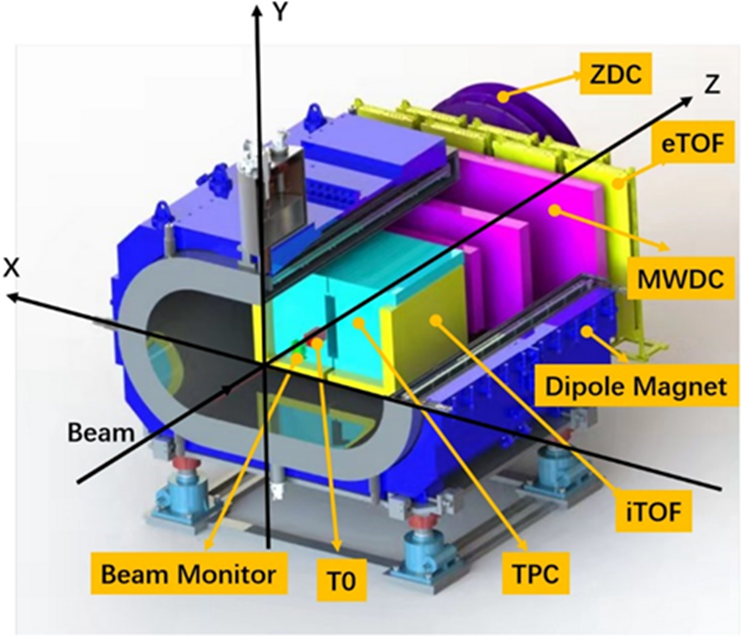 Y
ZDC
Z
eTOF
X
MWDC
Dipole Magnet
Beam
iTOF
Beam Monitor
T0
TPC